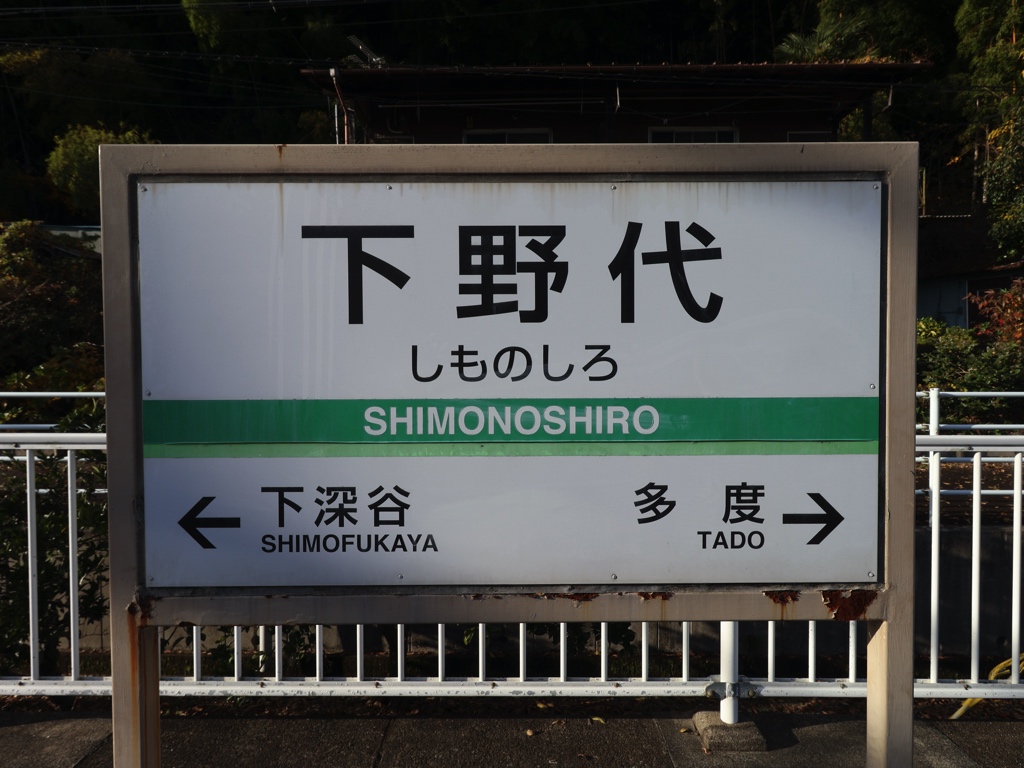 下野代
しものしろ
SHIMONOSHIRO
← 下深谷 多度 →
SHIMOFUKAYA TADO